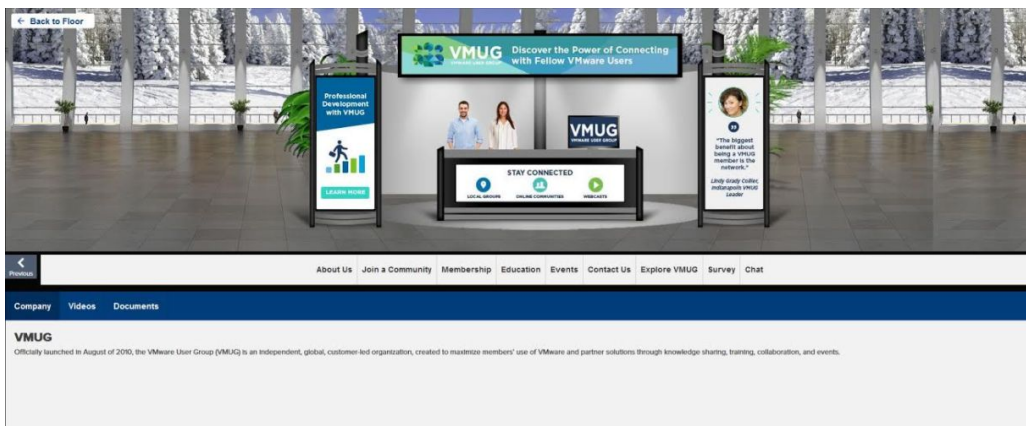 ← Back to Floor
VMUG
VMWARE USER GROUP
Discover the Power of Connecting
with Fellow VMware Users
Professional
Development
with VMUG
LEARN MORE
VMUG
VMWARE USER GROUP
STAY CONNECTED
LOCAL GROUPS ONLINE COMMUNITIES WEBCASTS
"The biggest
benefit about
being a VMUG
member is the
network."
Lindy Grady Collier,
Indianapolis VMUG
Leader
Previous
About Us Join a Community Membership Education Events Contact Us Explore VMUG Survey Chat
Company Videos Documents
VMUG
Officially launched in August of 2010, the VMware User Group (VMUG) is an independent, global, customer-led organization, created to maximize members' use of VMware and partner solutions through knowledge sharing, training, collaboration, and events.